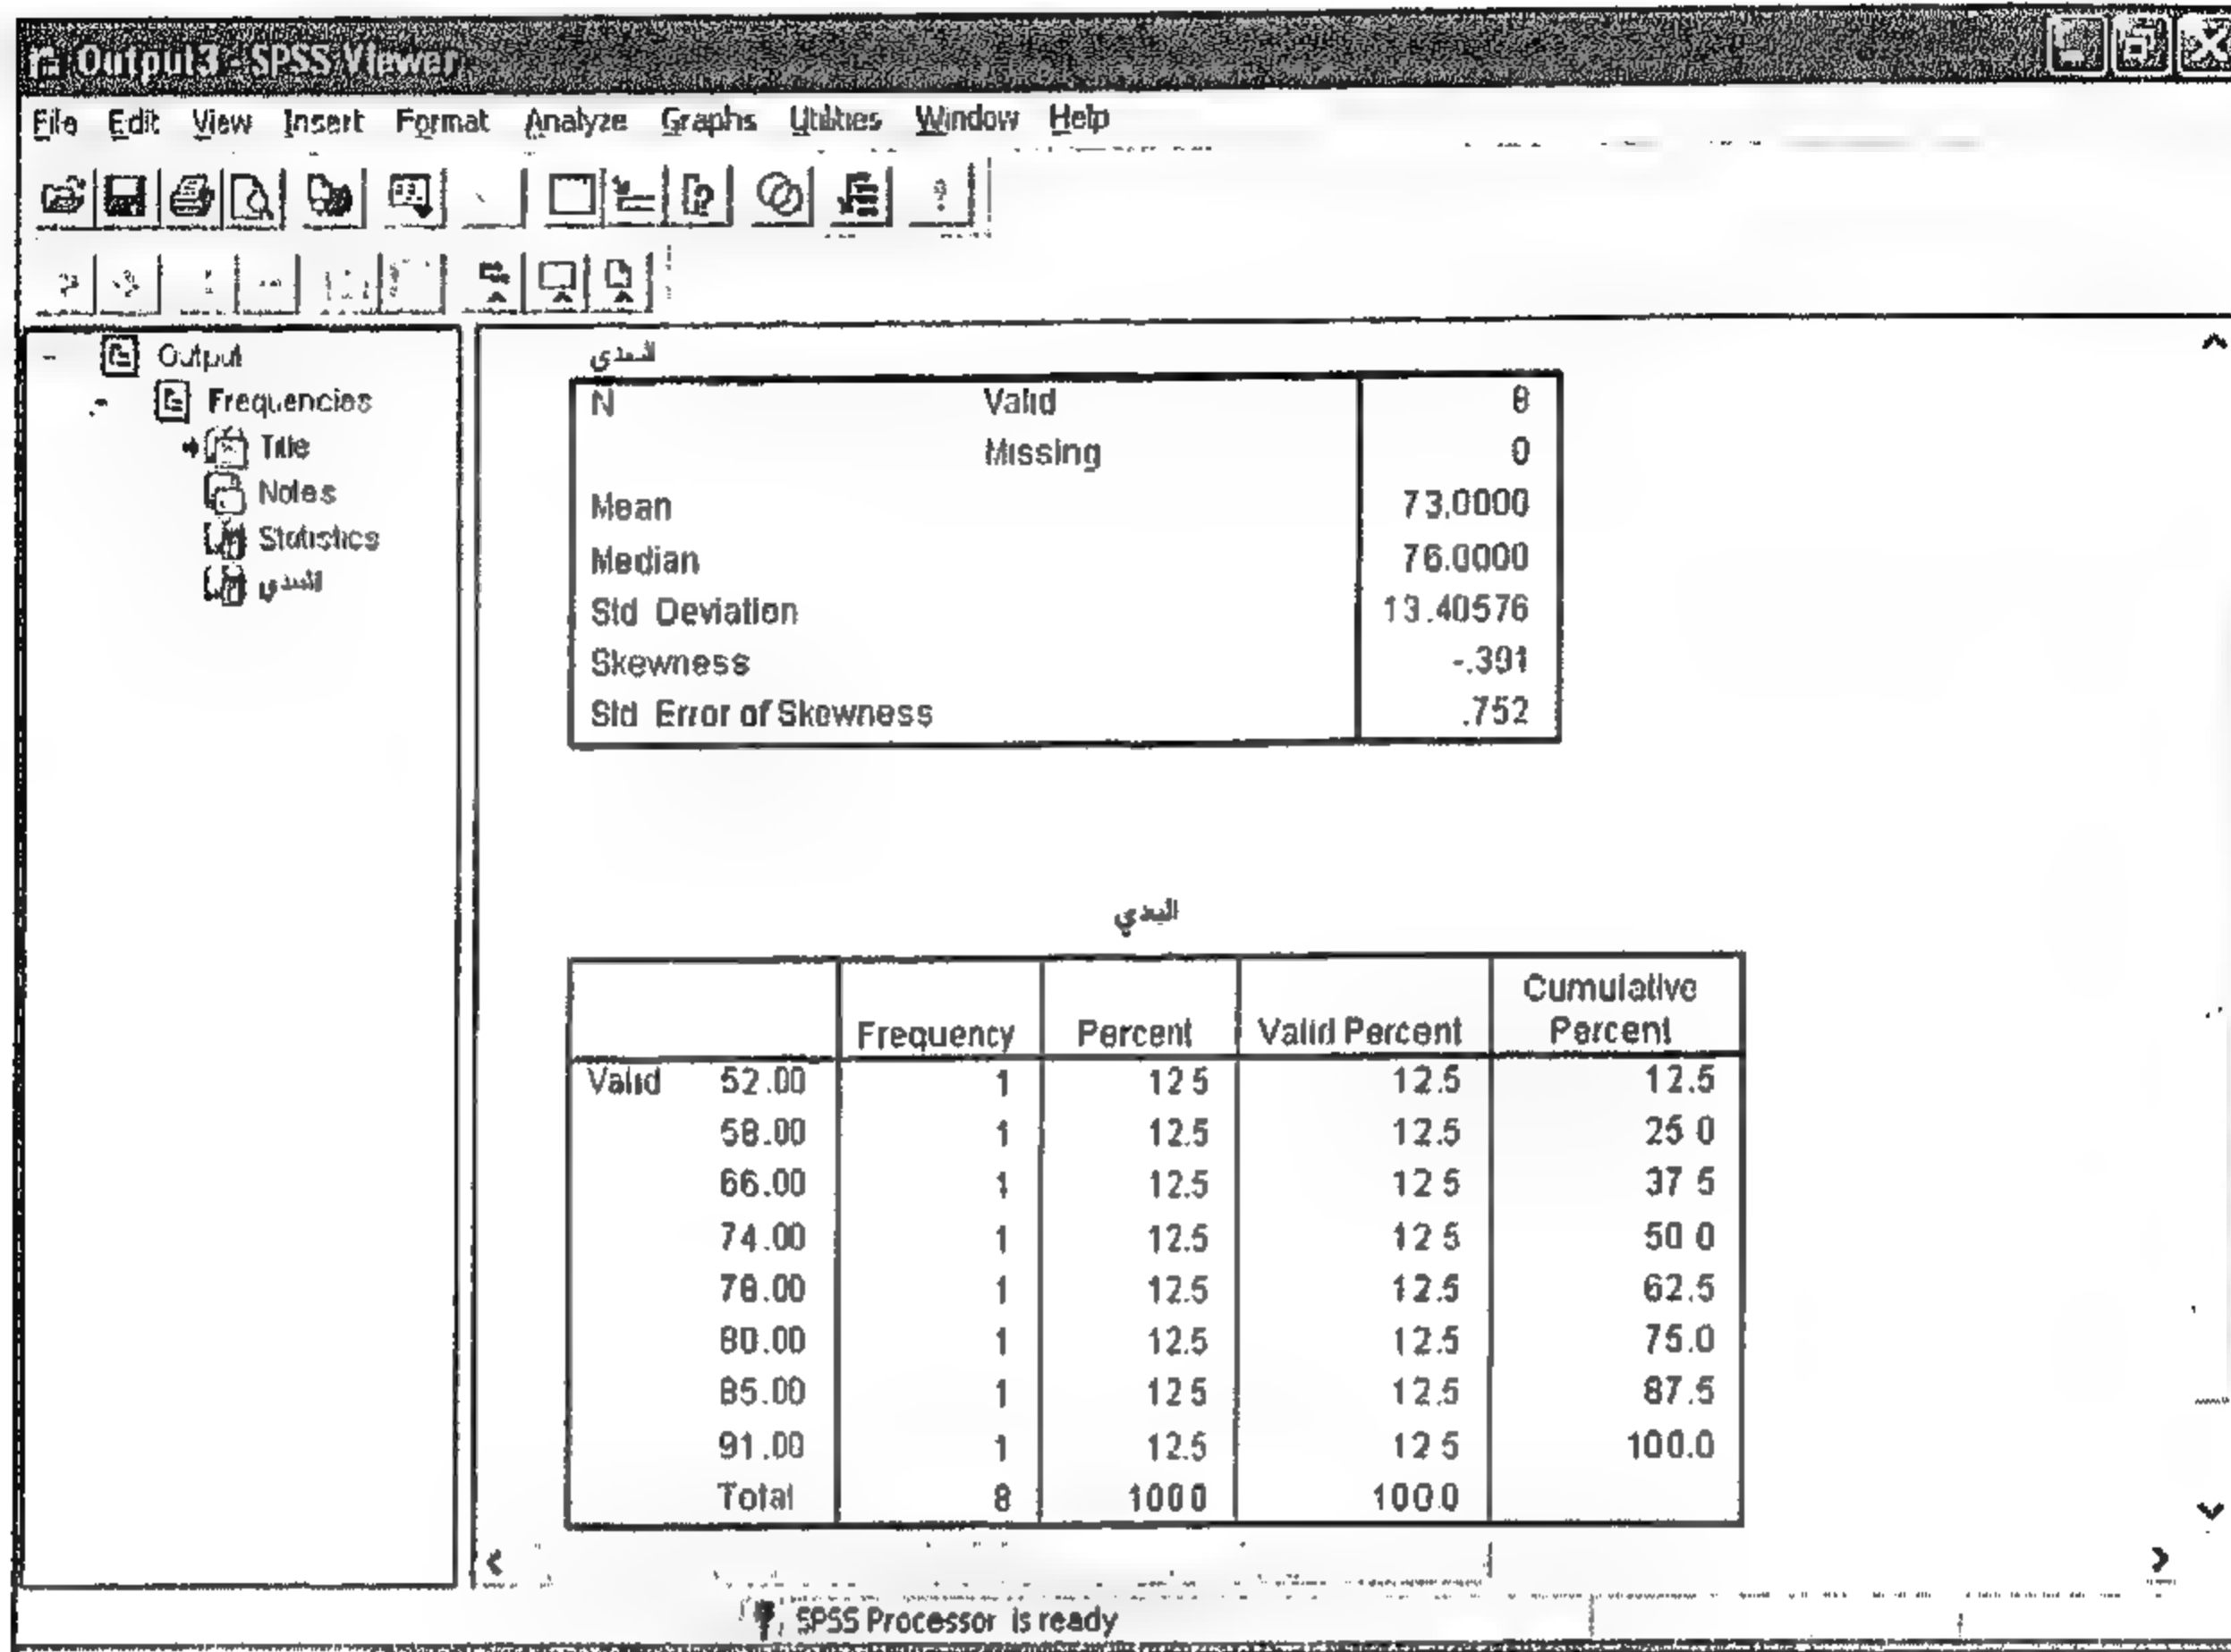 Output3 - SPSS Viewer
File Edit View Insert Format Analyze Graphs Utilities Window Help
Output
Frequencies
Title
Notes
Statistics
البعدي
البعدي
N Valid 8
Missing 0
Mean 73.0000
Median 76.0000
Std. Deviation 13.40576
Skewness -.391
Std. Error of Skewness .752
البعدي
Frequency Percent Valid Percent Cumulative Percent
Valid 52.00 1 12.5 12.5 12.5
58.00 1 12.5 12.5 25.0
66.00 1 12.5 12.5 37.5
74.00 1 12.5 12.5 50.0
78.00 1 12.5 12.5 62.5
80.00 1 12.5 12.5 75.0
85.00 1 12.5 12.5 87.5
91.00 1 12.5 12.5 100.0
Total 8 100.0 100.0
SPSS Processor is ready